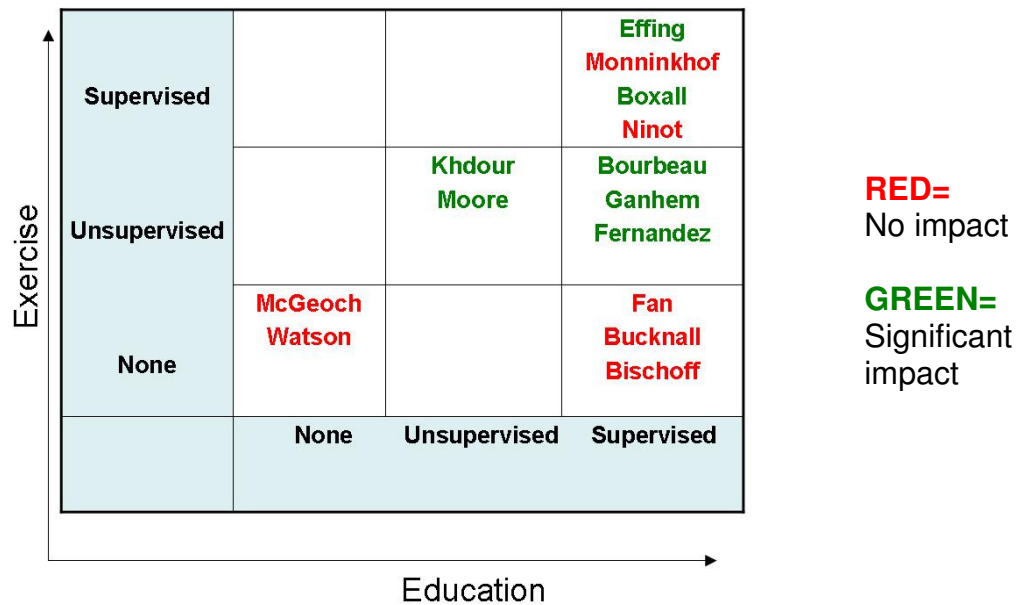 Exercise
Supervised
Effing
Monninkhof
Boxall
Ninot
Unsupervised
Khdour
Moore
Bourbeau
Ganhem
Fernandez
None
McGeoch
Watson
Fan
Bucknall
Bischoff
None
Unsupervised
Supervised
Education
RED=
No impact
GREEN=
Significant
impact